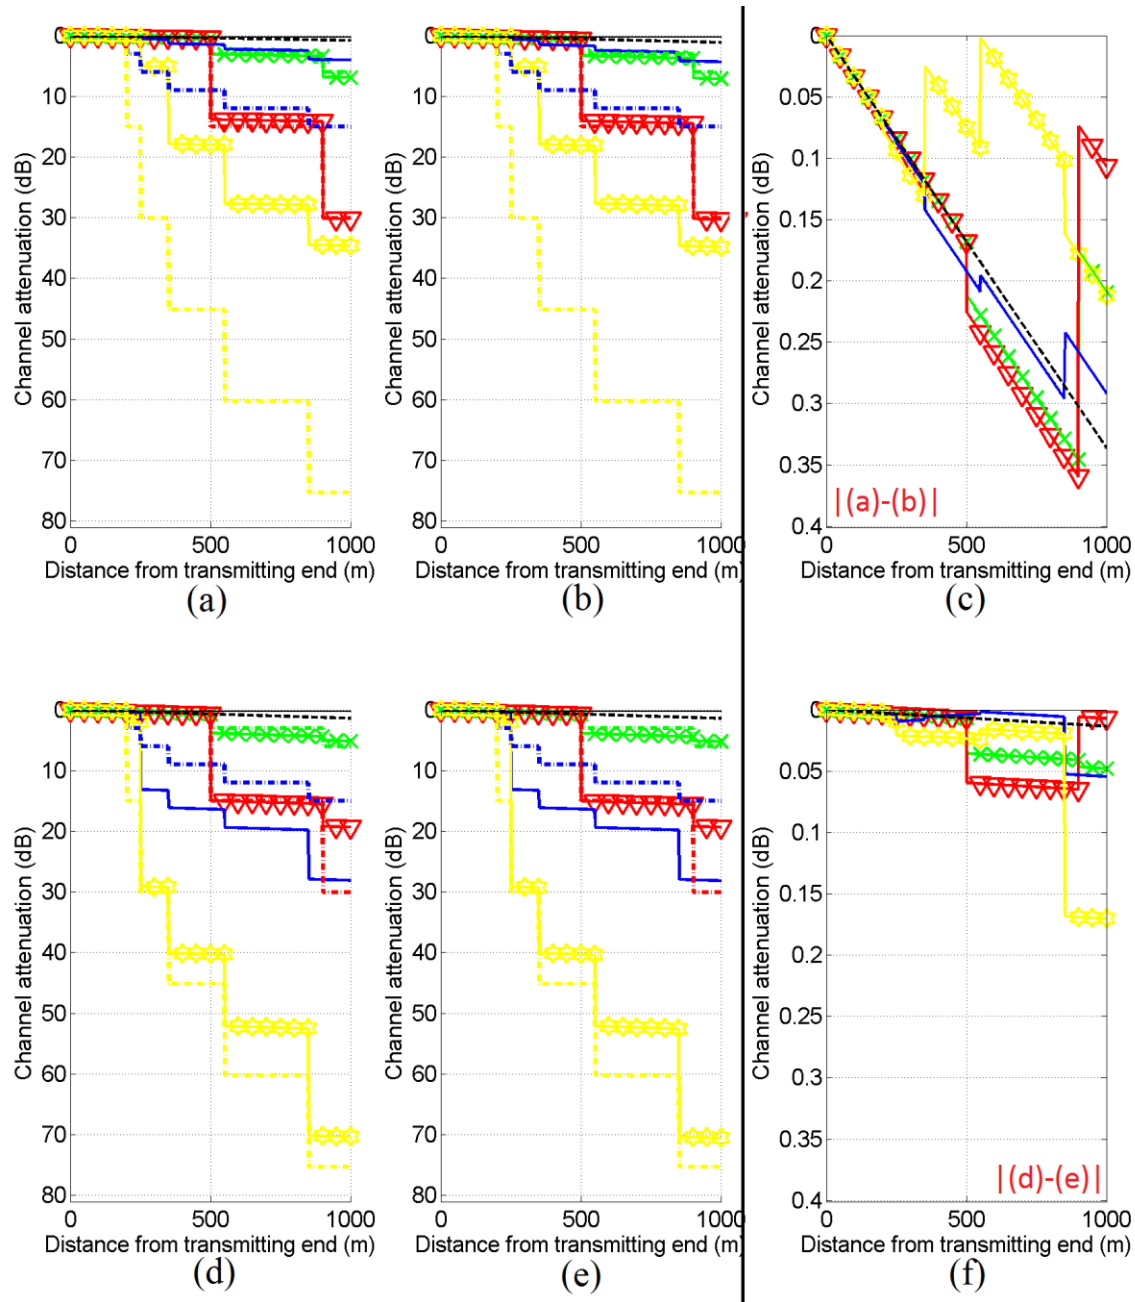 0
10
20
30
40
50
60
70
80
Channel attenuation (dB)
0 500 1000
Distance from transmitting end (m)
(a)
0
10
20
30
40
50
60
70
80
Channel attenuation (dB)
0 500 1000
Distance from transmitting end (m)
(b)
0
0.05
0.1
0.15
0.2
0.25
0.3
0.35
0.4
Channel attenuation (dB)
|(a)-(b)|
0 500 1000
Distance from transmitting end (m)
(c)
0
10
20
30
40
50
60
70
80
Channel attenuation (dB)
0 500 1000
Distance from transmitting end (m)
(d)
0
10
20
30
40
50
60
70
80
Channel attenuation (dB)
0 500 1000
Distance from transmitting end (m)
(e)
0
0.05
0.1
0.15
0.2
0.25
0.3
0.35
0.4
Channel attenuation (dB)
|(d)-(e)|
0 500 1000
Distance from transmitting end (m)
(f)